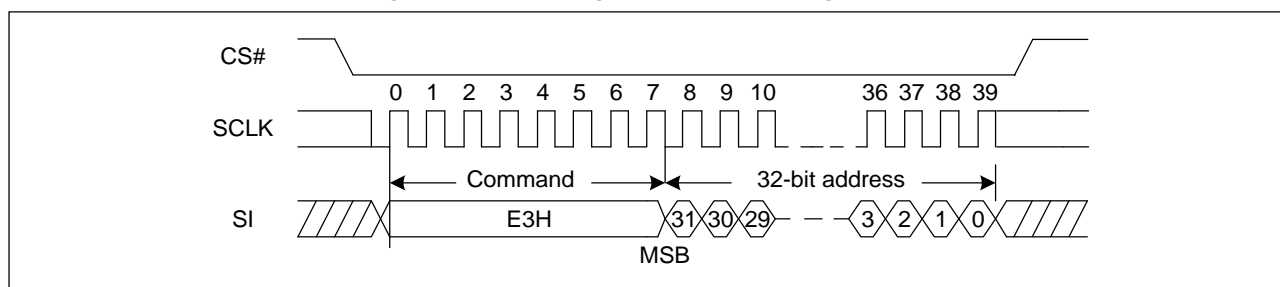 CS#
0 1 2 3 4 5 6 7 8 9 10 36 37 38 39
SCLK
Command 32-bit address
SI E3H 31 30 29 3 2 1 0
MSB